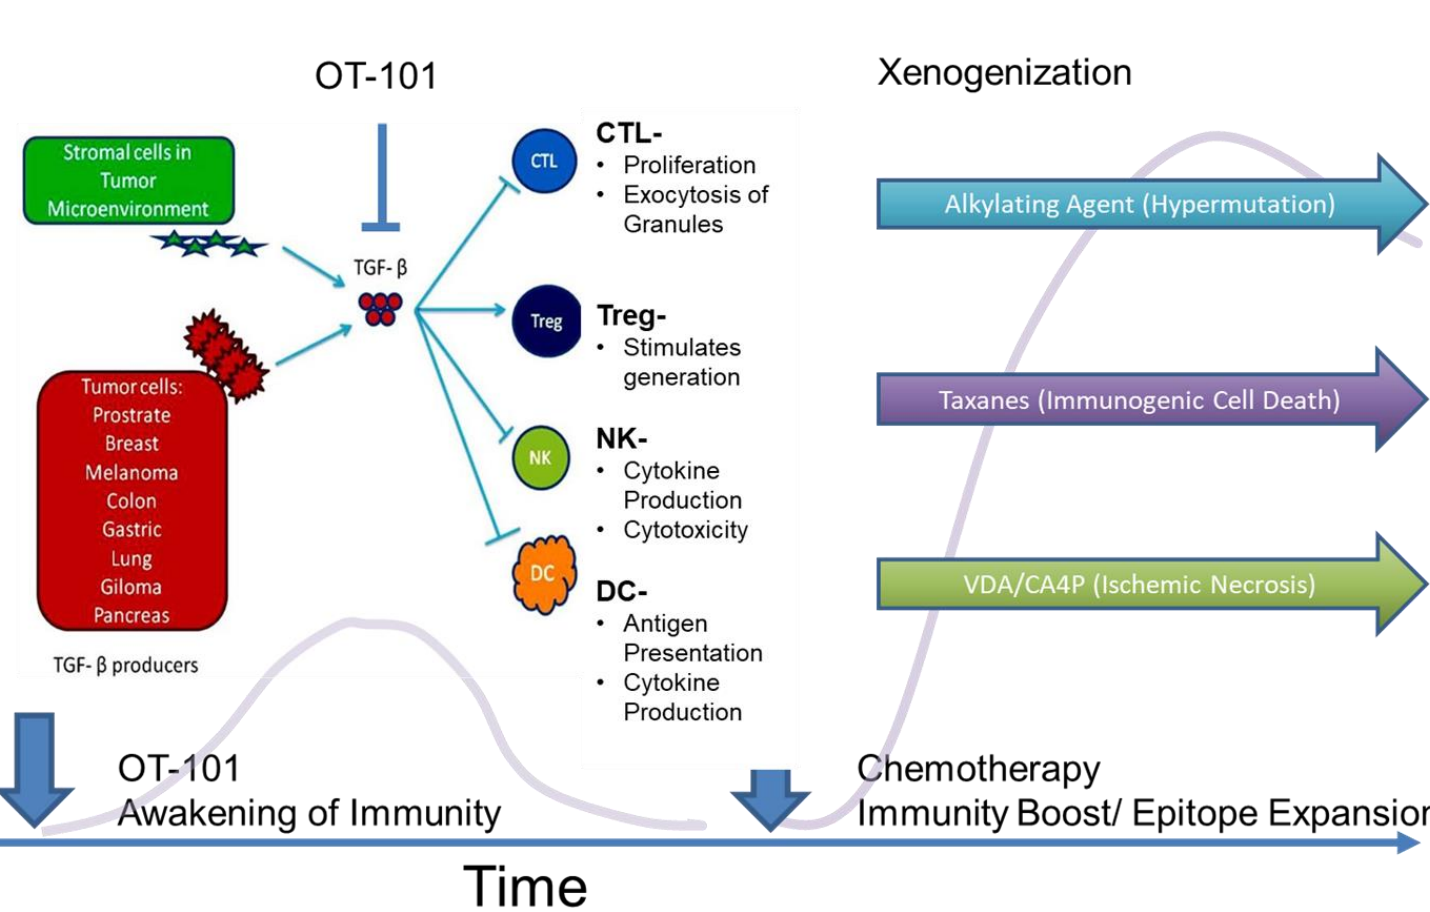 OT-101
Stromal cells in
Tumor
Microenvironment
TGF- β
Tumor cells:
Prostrate
Breast
Melanoma
Colon
Gastric
Lung
Giloma
Pancreas
TGF- β producers
CTL
CTL-
• Proliferation
• Exocytosis of
Granules
Treg
Treg-
• Stimulates
generation
NK
NK-
• Cytokine
Production
• Cytotoxicity
DC
DC-
• Antigen
Presentation
• Cytokine
Production
Xenogenization
Alkylating Agent (Hypermutation)
Taxanes (Immunogenic Cell Death)
VDA/CA4P (Ischemic Necrosis)
OT-101
Awakening of Immunity
Chemotherapy
Immunity Boost/ Epitope Expansion
Time